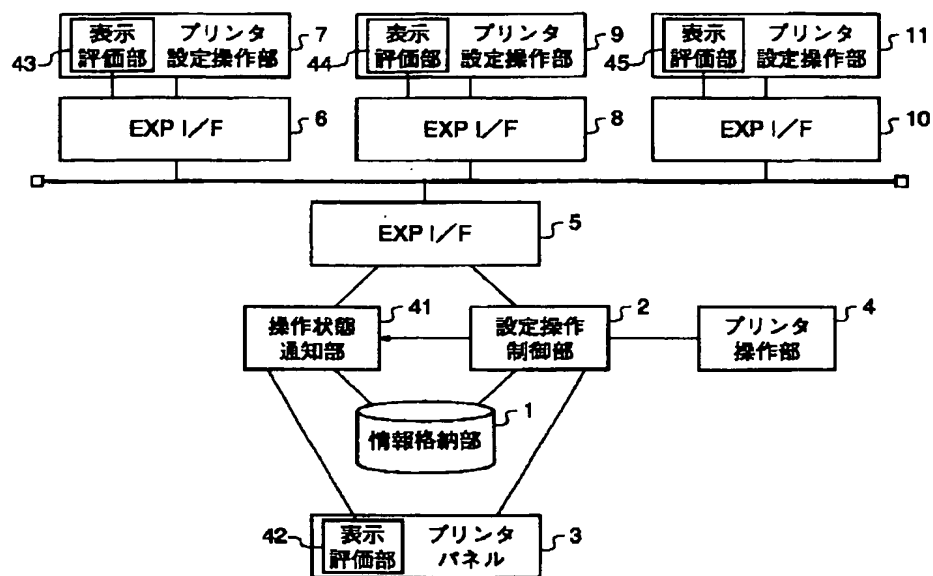 表示
評価部
プリンタ
設定操作部
7
43
表示
評価部
プリンタ
設定操作部
9
44
表示
評価部
プリンタ
設定操作部
11
45
EXP I/F
6
EXP I/F
8
EXP I/F
10
EXP I/F
5
操作状態
通知部
41
設定操作
制御部
2
プリンタ
操作部
4
情報格納部
1
表示
評価部
42
プリンタ
パネル
3